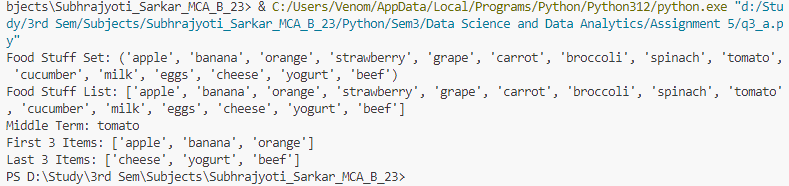 bjects\Subhrajyoti_Sarkar_MCA_B_23> & C:/Users/Venom/AppData/Local/Programs/Python/Python312/python.exe "d:/Stu
dy/3rd Sem/Subjects/Subhrajyoti_Sarkar_MCA_B_23/Python/Sem3/Data Science and Data Analytics/Assignment 5/q3_a.p
y"
Food Stuff Set: ('apple', 'banana', 'orange', 'strawberry', 'grape', 'carrot', 'broccoli', 'spinach', 'tomato',
 'cucumber', 'milk', 'eggs', 'cheese', 'yogurt', 'beef')
Food Stuff List: ['apple', 'banana', 'orange', 'strawberry', 'grape', 'carrot', 'broccoli', 'spinach', 'tomato'
, 'cucumber', 'milk', 'eggs', 'cheese', 'yogurt', 'beef']
Middle Term: tomato
First 3 Items: ['apple', 'banana', 'orange']
Last 3 Items: ['cheese', 'yogurt', 'beef']
PS D:\Study\3rd Sem\Subjects\Subhrajyoti_Sarkar_MCA_B_23>